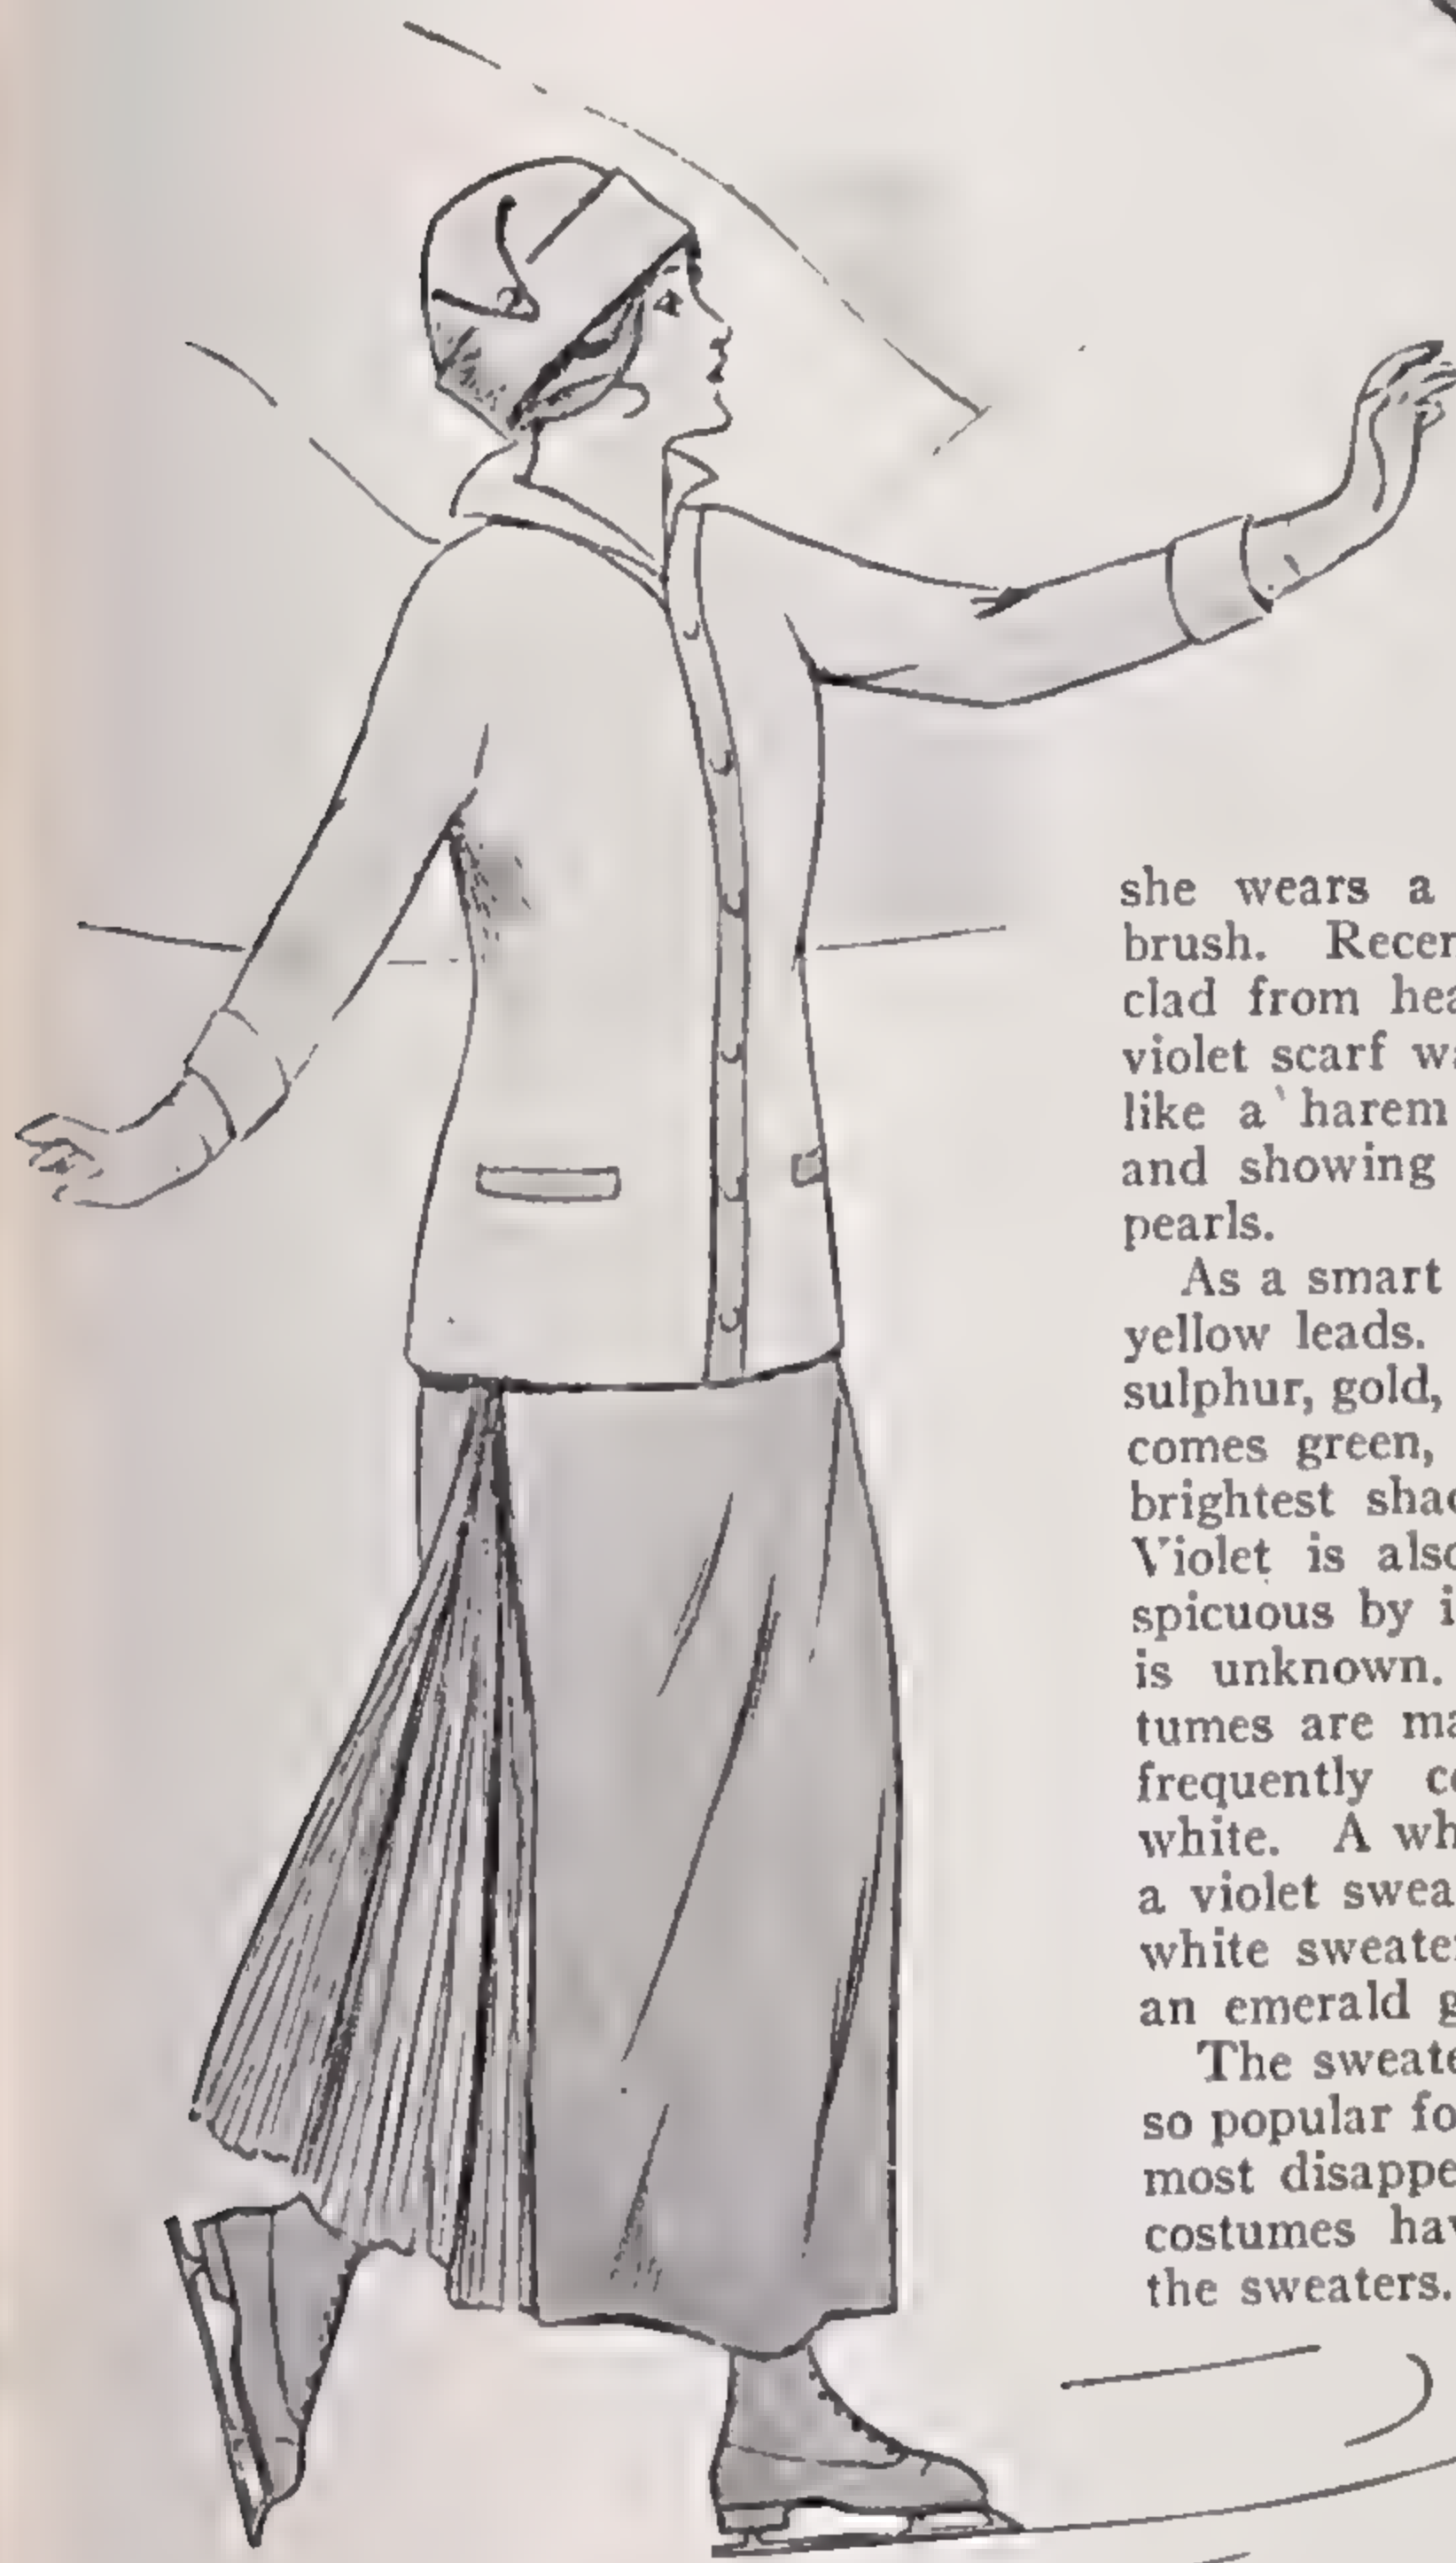 she wears a
brush. Recen
clad from hea
violet scarf wa
like a harem
and showing
pearls.
As a smart
yellow leads.
sulphur, gold,
comes green,
brightest shad
Violet is also
spicuous by i
is unknown.
tumes are ma
frequently co
white. A wh
a violet swea
white sweater
an emerald g
The sweate
so popular fo
most disappe
costumes hav
the sweaters.